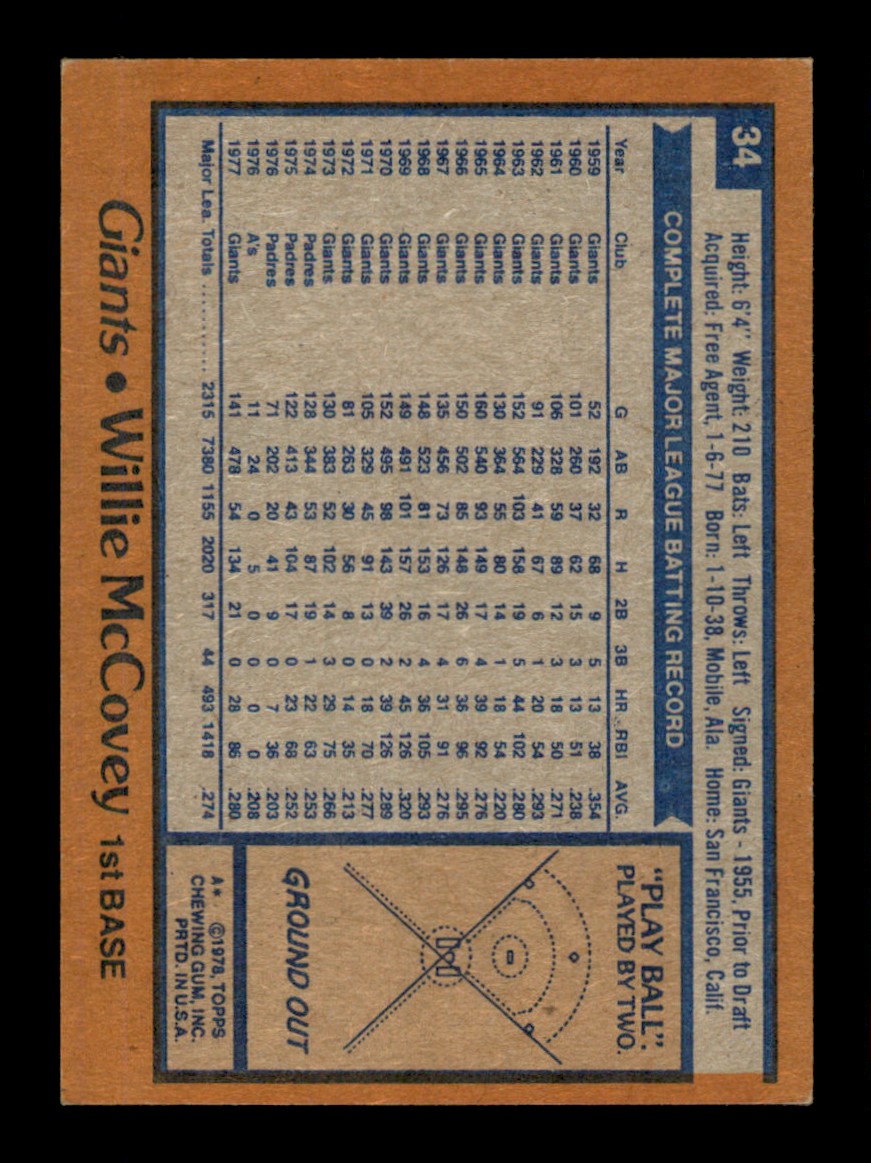 34
Height: 6'4" Weight: 210 Bats: Left Throws: Left Signed: Giants - 1955, Prior to Draft
Acquired: Free Agent, 1-6-77 Born: 1-10-38, Mobile, Ala. Home: San Francisco, Calif.
COMPLETE MAJOR LEAGUE BATTING RECORD
Year Club G AB R H 2B 3B HR RBI AVG.
1959 Giants 52 192 32 68 9 5 13 38 .354
1960 Giants 101 260 37 62 15 3 13 51 .238
1961 Giants 106 328 59 89 12 3 18 50 .271
1962 Giants 91 229 41 67 6 1 20 54 .293
1963 Giants 152 564 103 158 19 5 44 102 .280
1964 Giants 130 364 55 80 14 1 18 54 .220
1965 Giants 160 540 93 149 17 4 39 92 .276
1966 Giants 150 502 85 148 26 6 36 96 .295
1967 Giants 135 456 73 126 17 4 31 91 .276
1968 Giants 148 523 81 153 16 4 36 105 .293
1969 Giants 149 491 101 157 26 2 45 126 .320
1970 Giants 152 495 98 143 39 2 39 126 .289
1971 Giants 105 329 45 91 13 0 18 70 .277
1972 Giants 81 263 30 56 8 0 14 35 .213
1973 Giants 130 383 52 102 14 3 29 75 .266
1974 Padres 128 344 53 87 19 1 22 63 .253
1975 Padres 122 413 43 104 17 0 23 68 .252
1976 Padres 71 202 20 41 9 0 7 36 .203
1976 A's 11 24 0 5 0 0 0 0 .208
1977 Giants 141 478 54 134 21 0 28 86 .280
Major Lea. Totals ........... 2315 7380 1155 2020 317 44 493 1418 .274
"PLAY BALL".
PLAYED BY TWO.
GROUND OUT
A* ©1978, TOPPS
CHEWING GUM, INC.
PRTD. IN U.S.A.
Giants • Willie McCovey 1st BASE